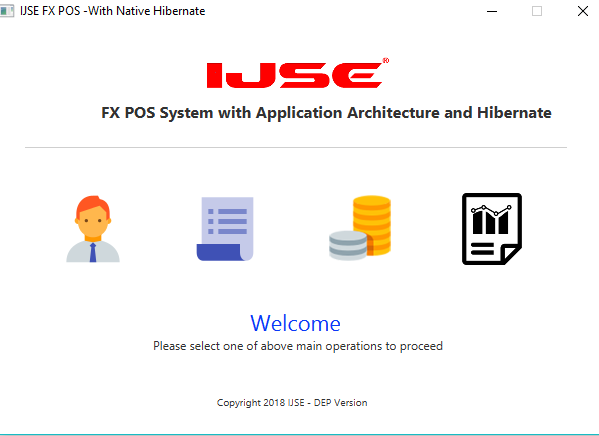 IJSE FX POS -With Native Hibernate
IJSE®
FX POS System with Application Architecture and Hibernate
Welcome
Please select one of above main operations to proceed
Copyright 2018 IJSE - DEP Version